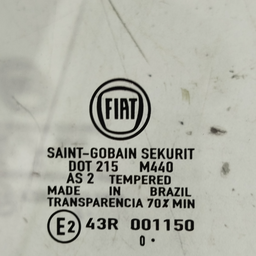 FIAT
SAINT-GOBAIN SEKURIT
DOT 215 M440
AS 2 TEMPERED
MADE IN BRAZIL
TRANSPARENCIA 70% MIN
E2 43R 001150
0 •